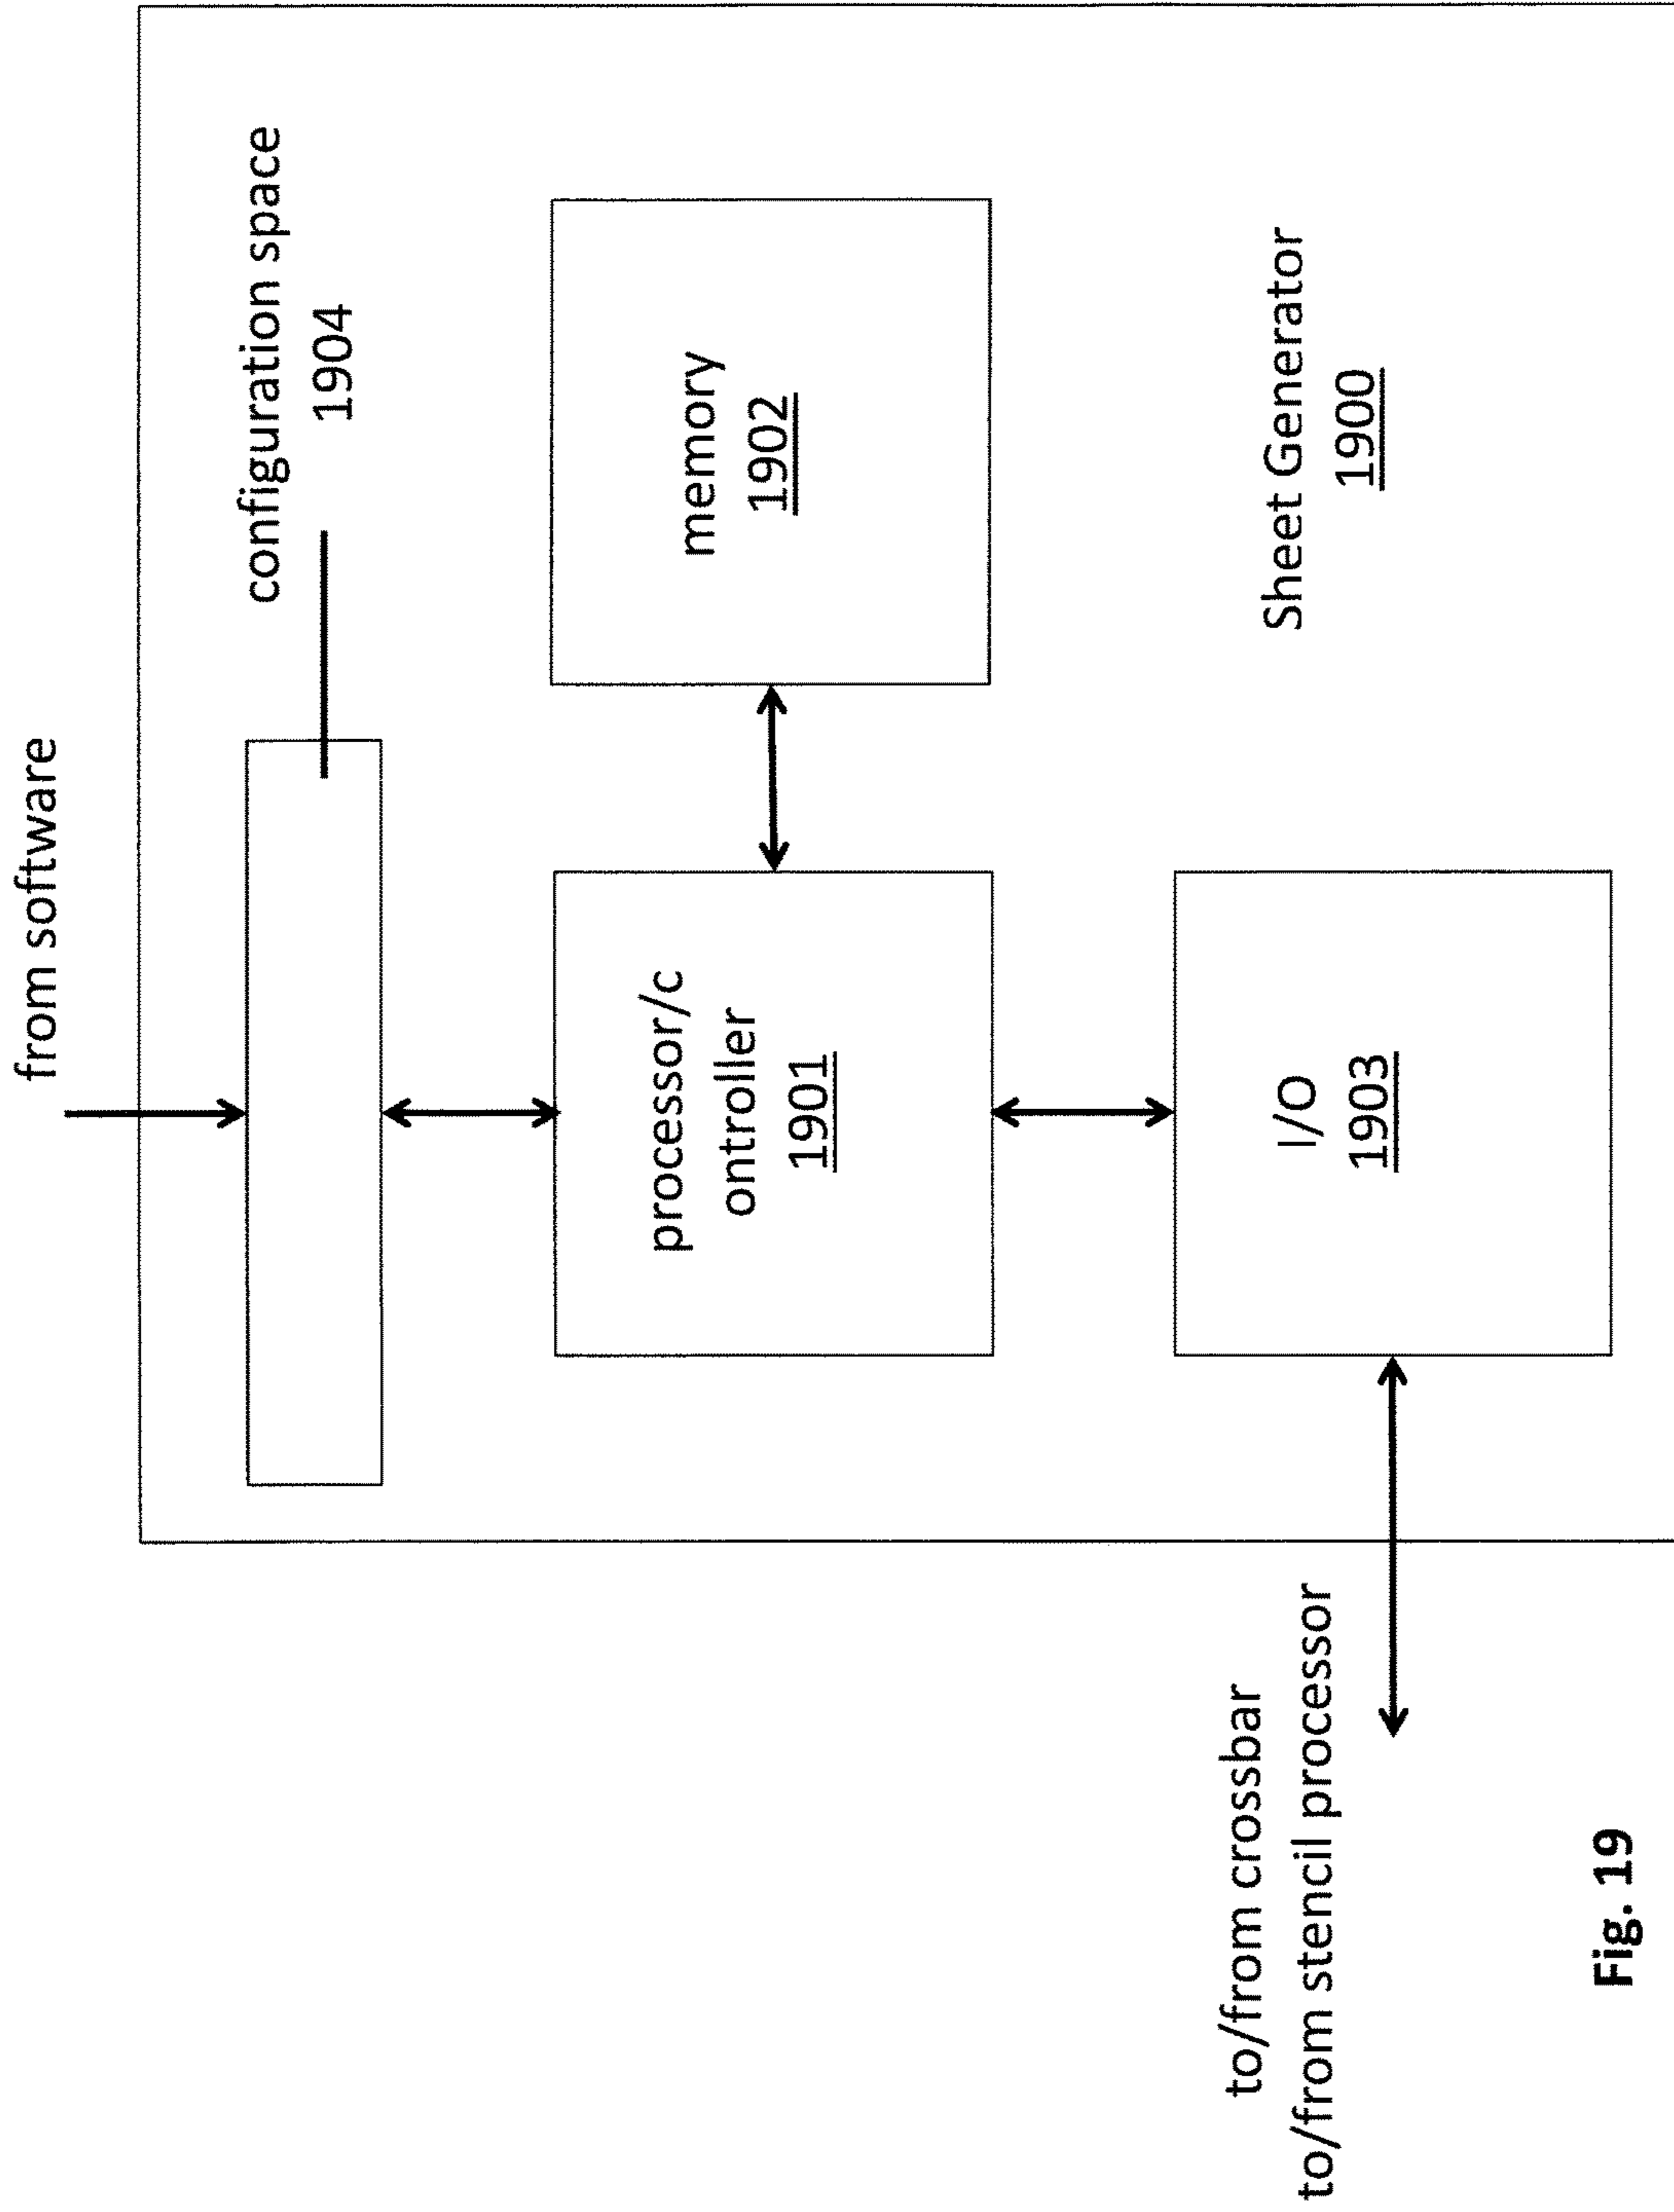 from software
configuration space
1904
processor/c
ontroller
1901
memory
1902
I/O
1903
Sheet Generator
1900
to/from crossbar
to/from stencil processor
Fig. 19